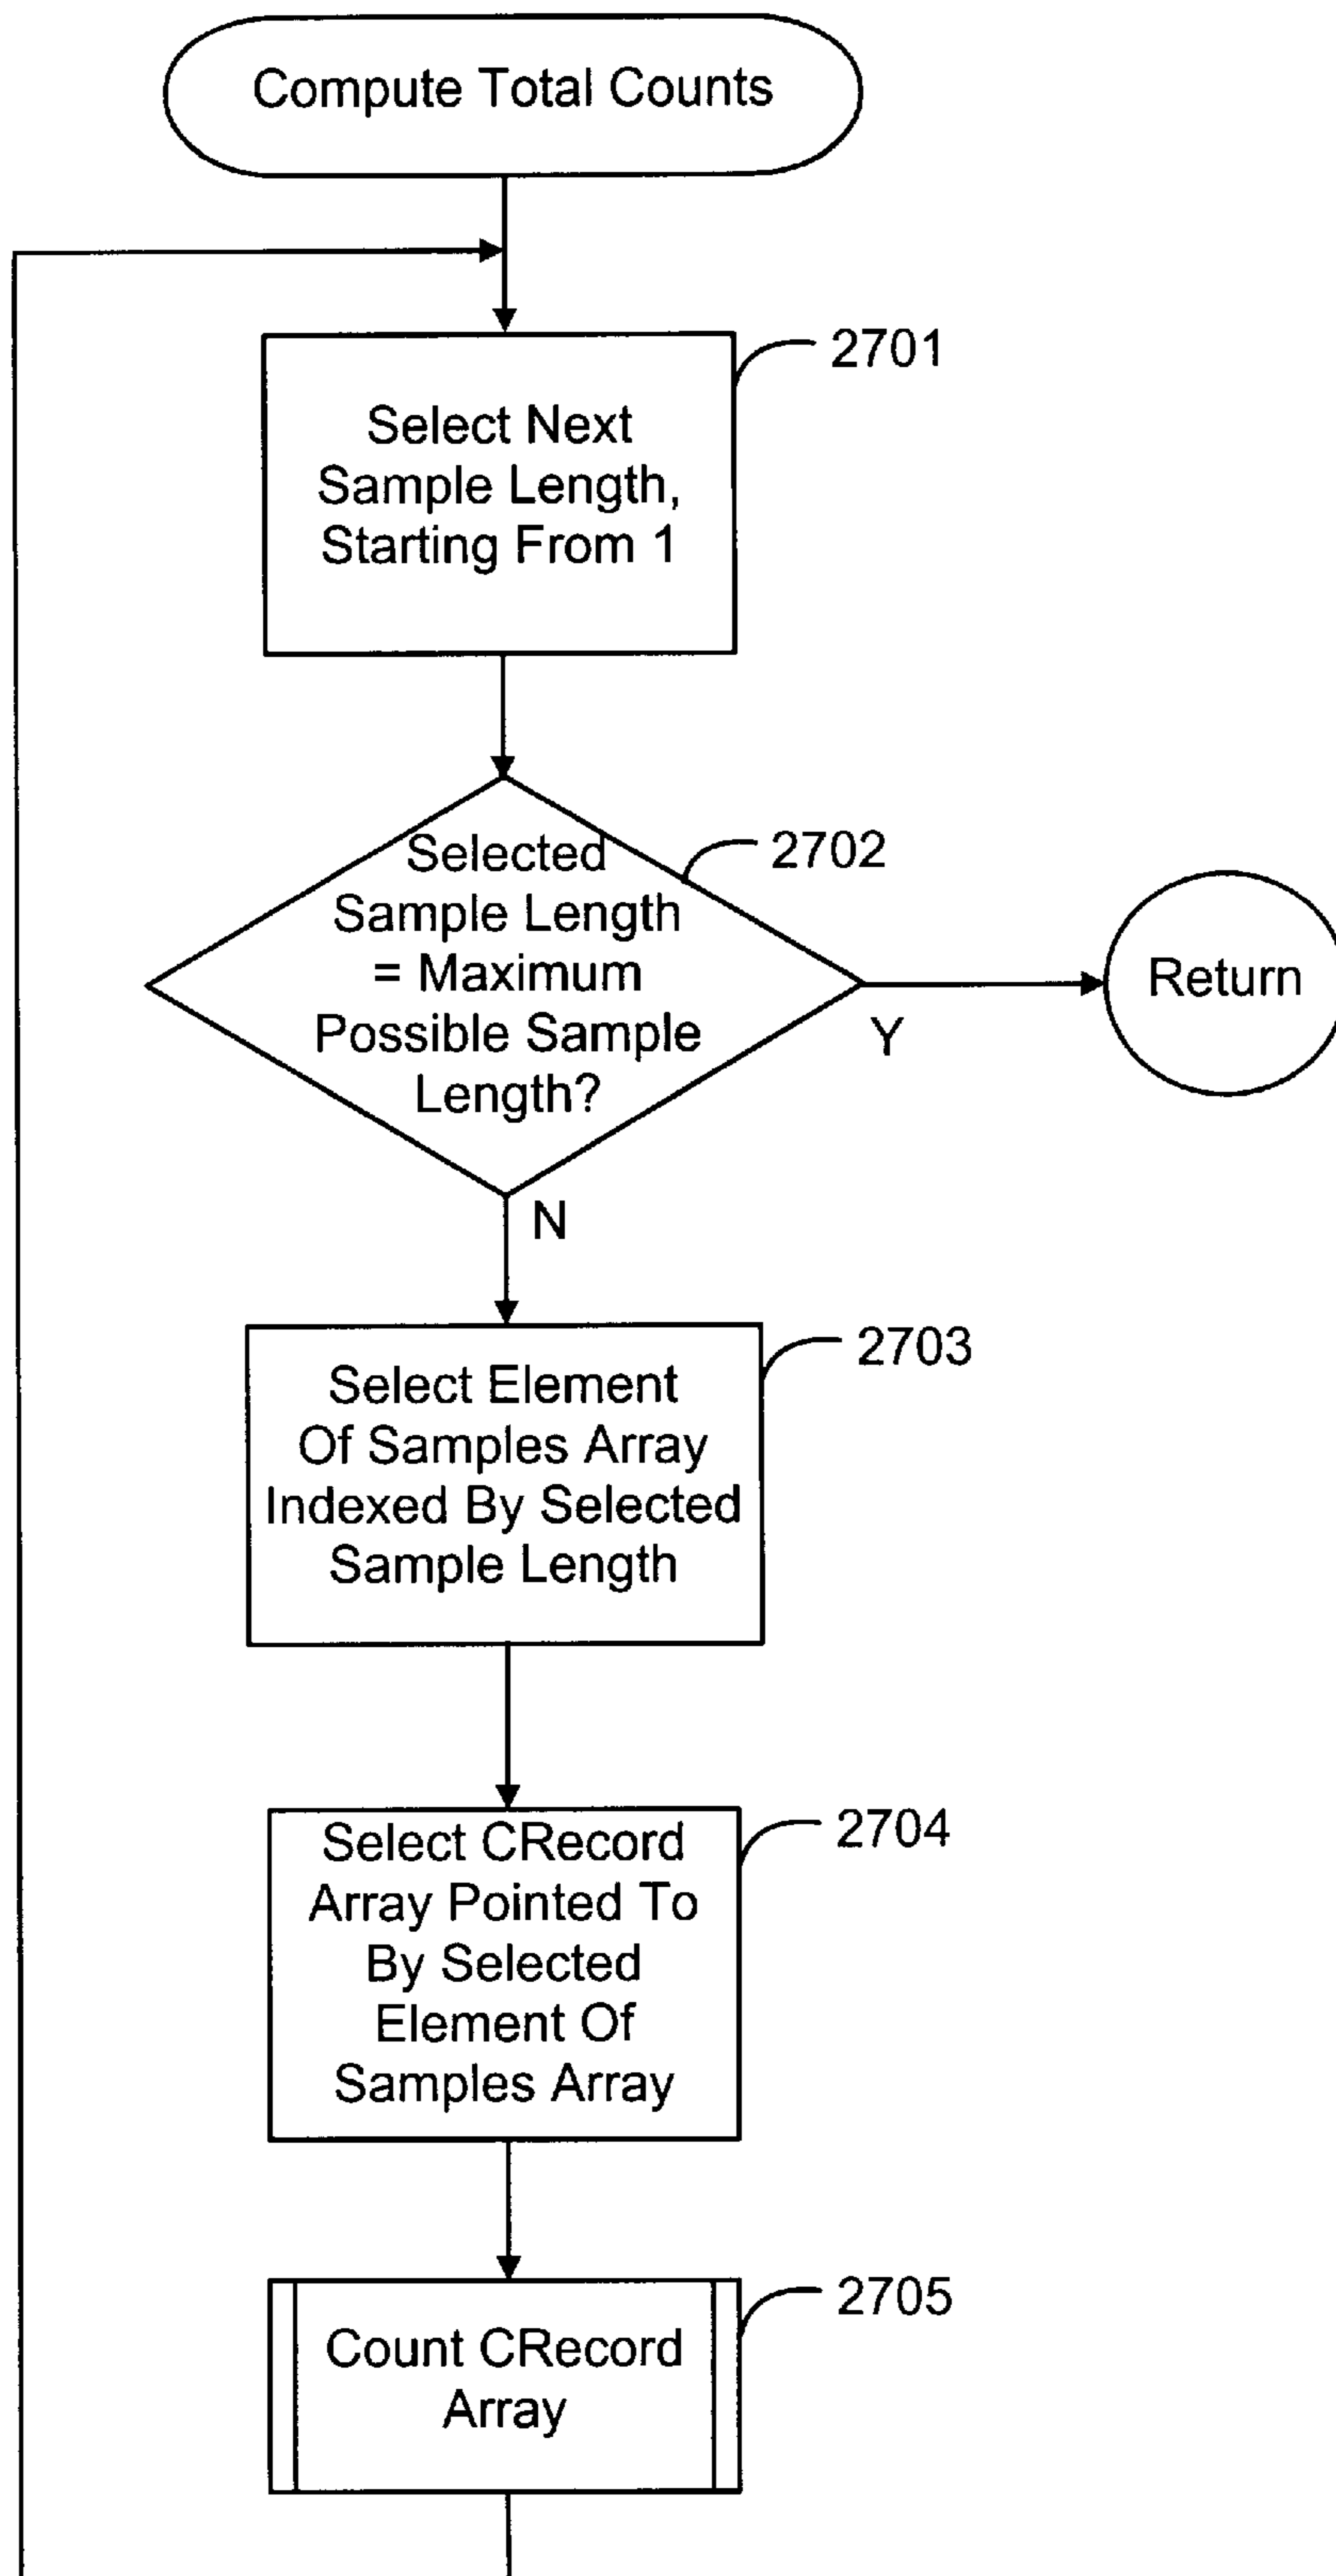 Compute Total Counts
2701
Select Next
Sample Length,
Starting From 1
2702
Selected
Sample Length
= Maximum
Possible Sample
Length?
Return
Y
N
2703
Select Element
Of Samples Array
Indexed By Selected
Sample Length
2704
Select CRecord
Array Pointed To
By Selected
Element Of
Samples Array
2705
Count CRecord
Array